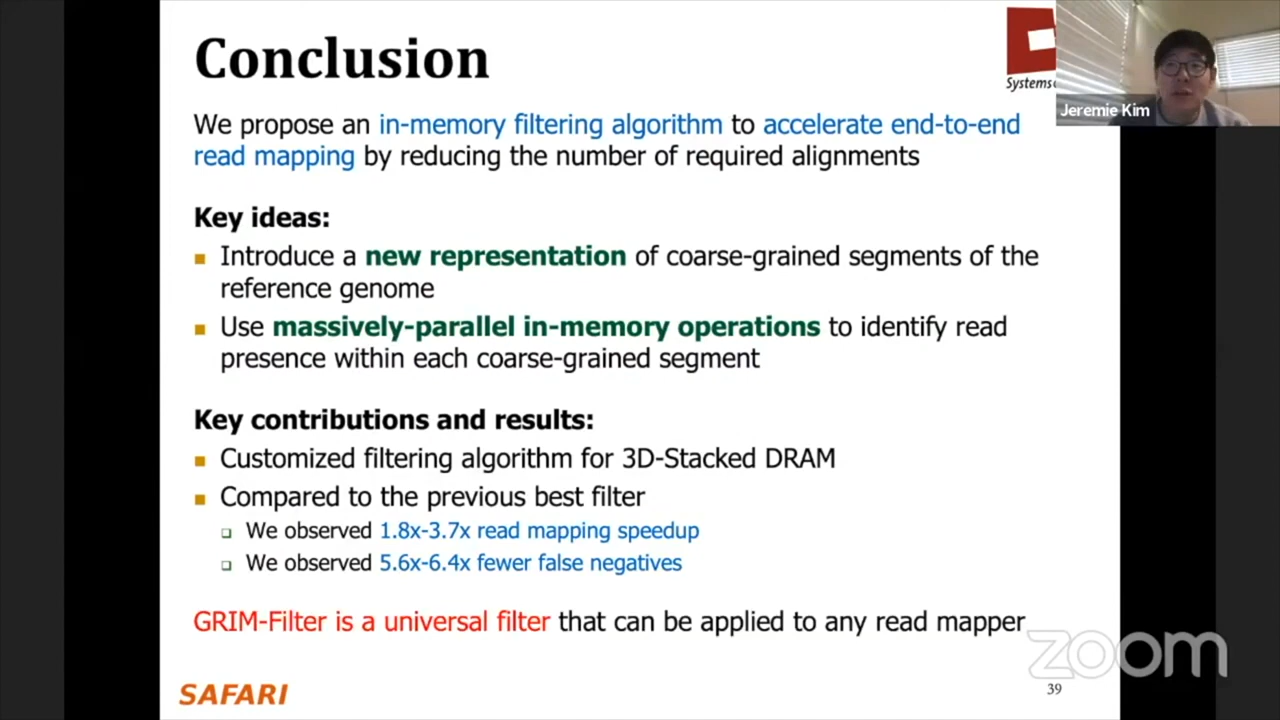 Conclusion
Systems
Jeremie Kim
We propose an in-memory filtering algorithm to accelerate end-to-end
read mapping by reducing the number of required alignments
Key ideas:
Introduce a new representation of coarse-grained segments of the
reference genome
Use massively-parallel in-memory operations to identify read
presence within each coarse-grained segment
Key contributions and results:
Customized filtering algorithm for 3D-Stacked DRAM
Compared to the previous best filter
We observed 1.8x-3.7x read mapping speedup
We observed 5.6x-6.4x fewer false negatives
GRIM-Filter is a universal filter that can be applied to any read mapper
zoom
SAFARI
39